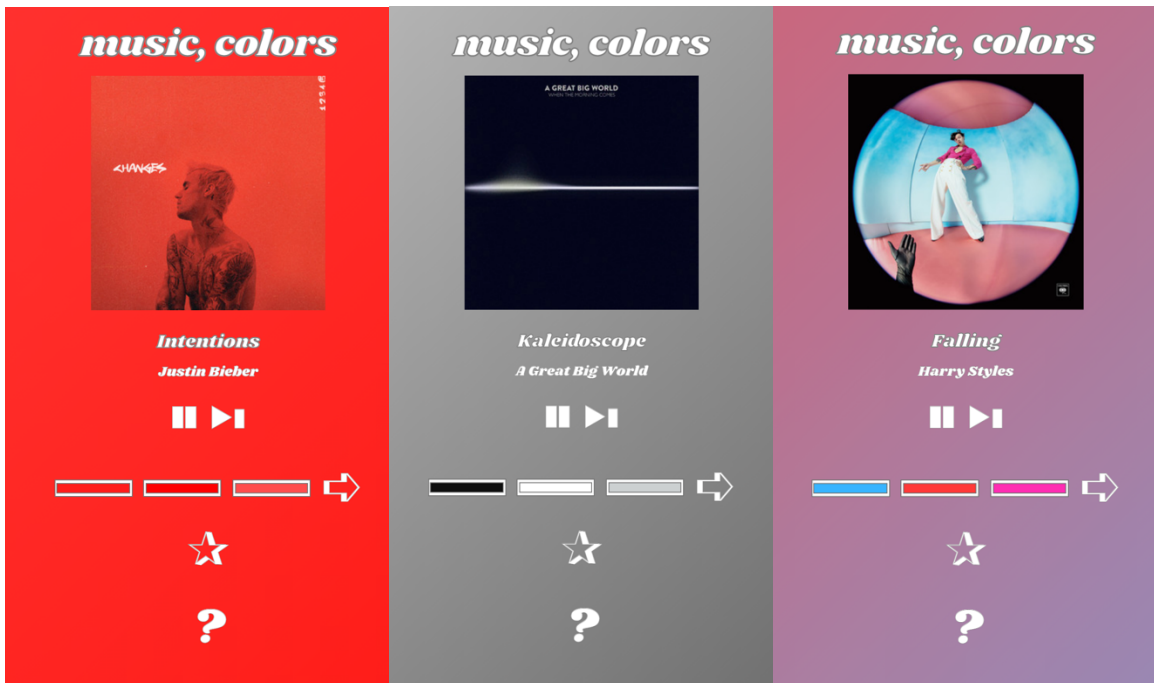 music, colors
CHANGES
Intentions
Justin Bieber
?
music, colors
A GREAT BIG WORLD
WHEN THE MORNING COMES
Kaleidoscope
A Great Big World
?
music, colors
Falling
Harry Styles
?